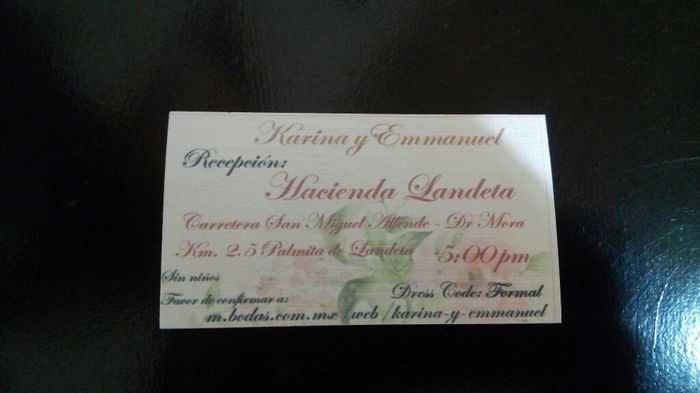 Karina y Emmanuel
Recepción:
Hacienda Landeta
Carretera San Miguel Allende - Dr Mora
Km. 2.5 Palmita de Landeta 5:00pm
Sin niños
Dress Code: Formal
Favor de confirmar a:
m.bodas.com.mx / web /karina-y-emmanuel